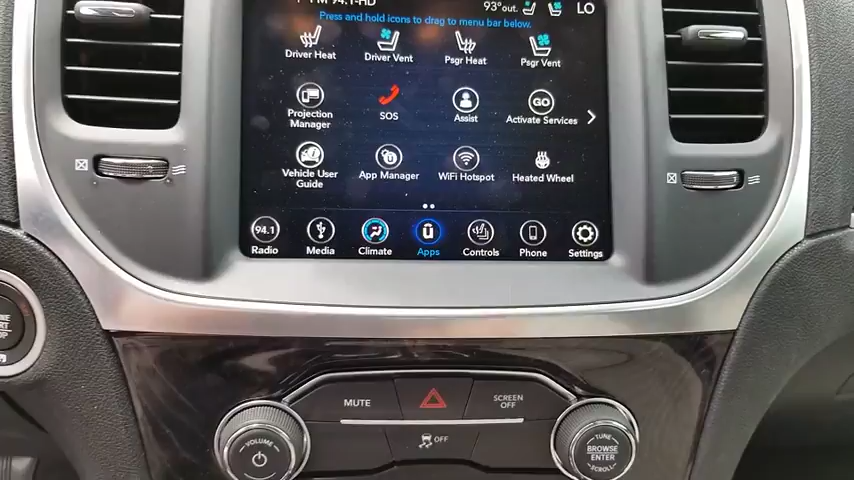 FM 94.1-HD
93° out.
LO
Press and hold icons to drag to menu bar below.
Driver Heat
Driver Vent
Psgr Heat
Psgr Vent
Projection
Manager
SOS
Assist
GO
Activate Services
Vehicle User
Guide
App Manager
WiFi Hotspot
Heated Wheel
94.1
Radio
Media
Climate
Apps
Controls
Phone
Settings
MUTE
SCREEN
OFF
OFF
VOLUME
TUNE
BROWSE
ENTER
SCROLL